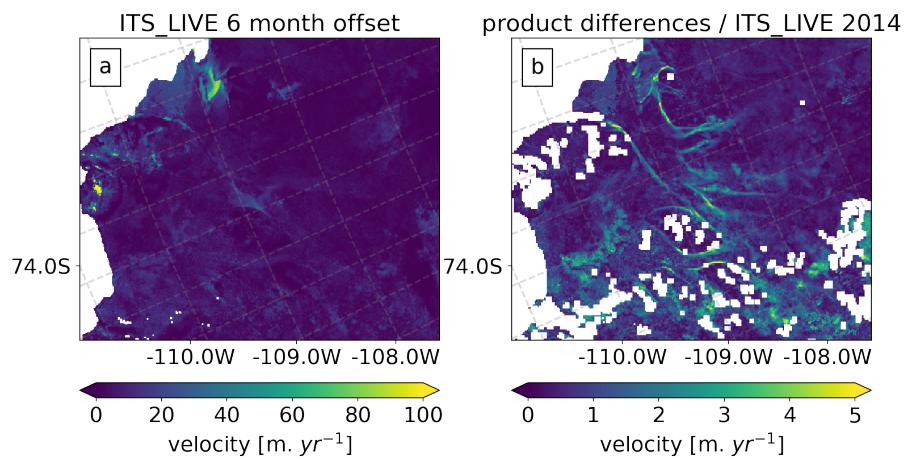 ITS_LIVE 6 month offset
product differences / ITS_LIVE 2014
a
b
74.0S
74.0S
-110.0W -109.0W -108.0W
-110.0W -109.0W -108.0W
0 20 40 60 80 100
0 1 2 3 4 5
velocity [m. yr⁻¹]
velocity [m. yr⁻¹]